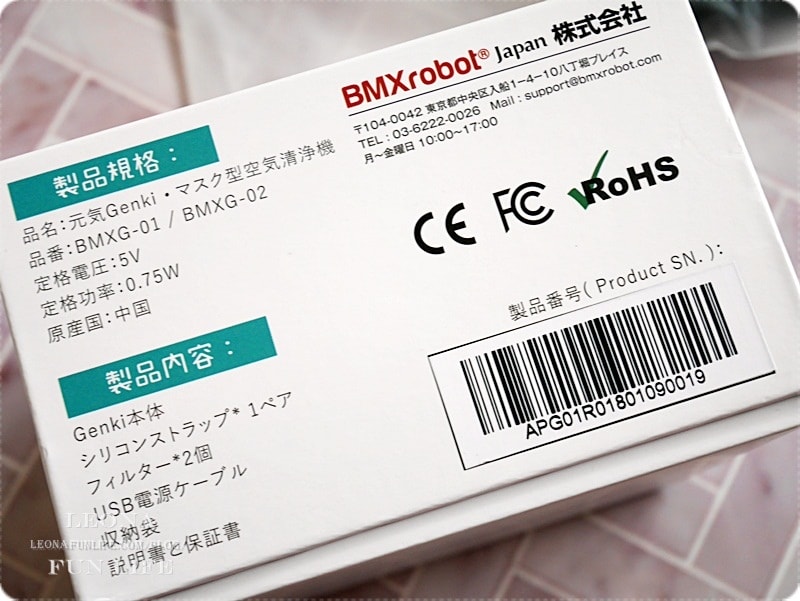 BMXrobot® Japan 株式会社
〒104-0042 東京都中央区入船1-4-10八丁堀プレイス
TEL : 03-6222-0026 Mail : support@bmxrobot.com
月~金曜日 10:00~17:00
製品規格：
品名：元気Genki・マスク型空気清浄機
品番：BMXG-01 / BMXG-02
定格電圧：5V
定格功率：0.75W
原産国：中国
CE FC RoHS
製品番号( Product SN. )：
APG01R01801090019
製品内容：
Genki本体
シリコンストラップ* 1ペア
フィルター*2個
USB電源ケーブル
収納袋
説明書と保証書
LEON
FUN LIFE